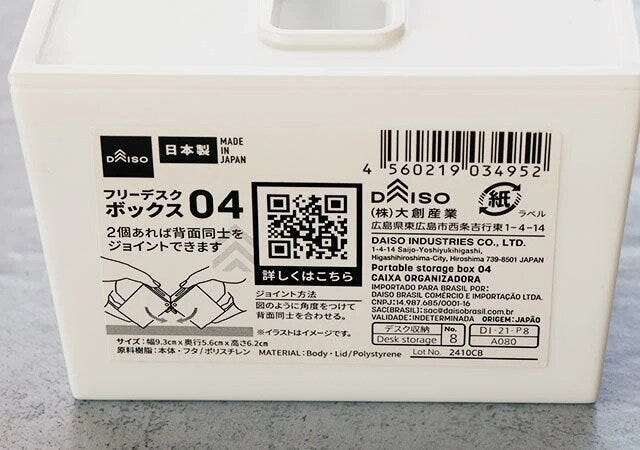 DAISO
日本製
MADE
IN
JAPAN
フリーデスク
ボックス 04
2個あれば背面同士を
ジョイントできます
詳しくはこちら
ジョイント方法
図のように角度をつけて
背面同士を合わせる。
※イラストはイメージです。
サイズ：幅9.3cm×奥行5.6cm×高さ6.2cm
原料樹脂：本体・フタ/ポリスチレン MATERIAL：Body・Lid/Polystyrene
4 560219 034952
DAISO
紙
ラベル
(株)大創産業
広島県東広島市西条吉行東1-4-14
DAISO INDUSTRIES CO., LTD.
1-4-14 Saijo-Yoshiyukihigashi,
Higashihiroshima-City, Hiroshima 739-8501 JAPAN
Portable storage box 04
CAIXA ORGANIZADORA
IMPORTADO PARA BRASIL POR:
DAISO BRASIL COMÉRCIO E IMPORTAÇÃO LTDA.
CNPJ:14.987.685/0001-16
SAC(BRASIL):sac@daisobrasil.com.br
VALIDADE:INDETERMINADA ORIGEM:JAPÃO
デスク収納 No. DI-21-P8
Desk storage 8 A080
Lot No. 2410CB